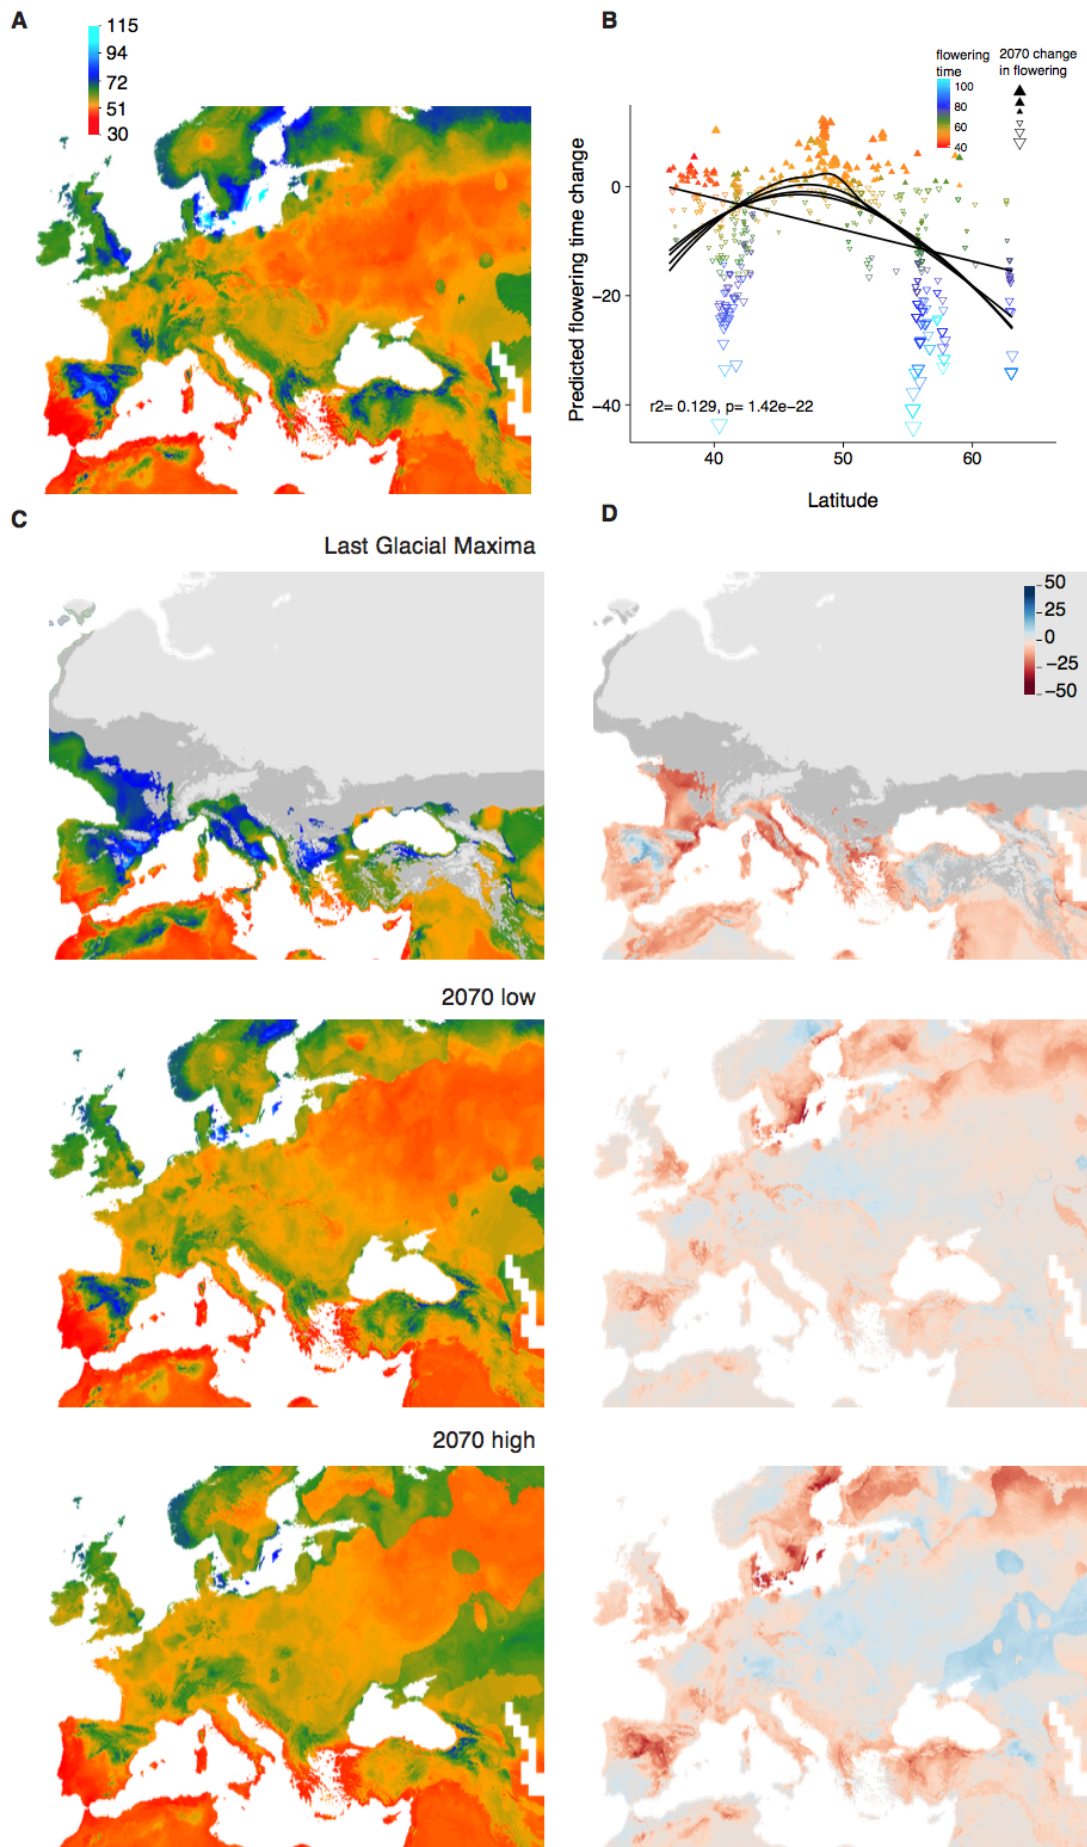 A
115
94
72
51
30
B
flowering
time
100
80
60
40
2070 change
in flowering
Predicted flowering time change
0
−20
−40
r2= 0.129, p= 1.42e−22
40
50
60
Latitude
C
Last Glacial Maxima
D
50
25
0
−25
−50
2070 low
2070 high